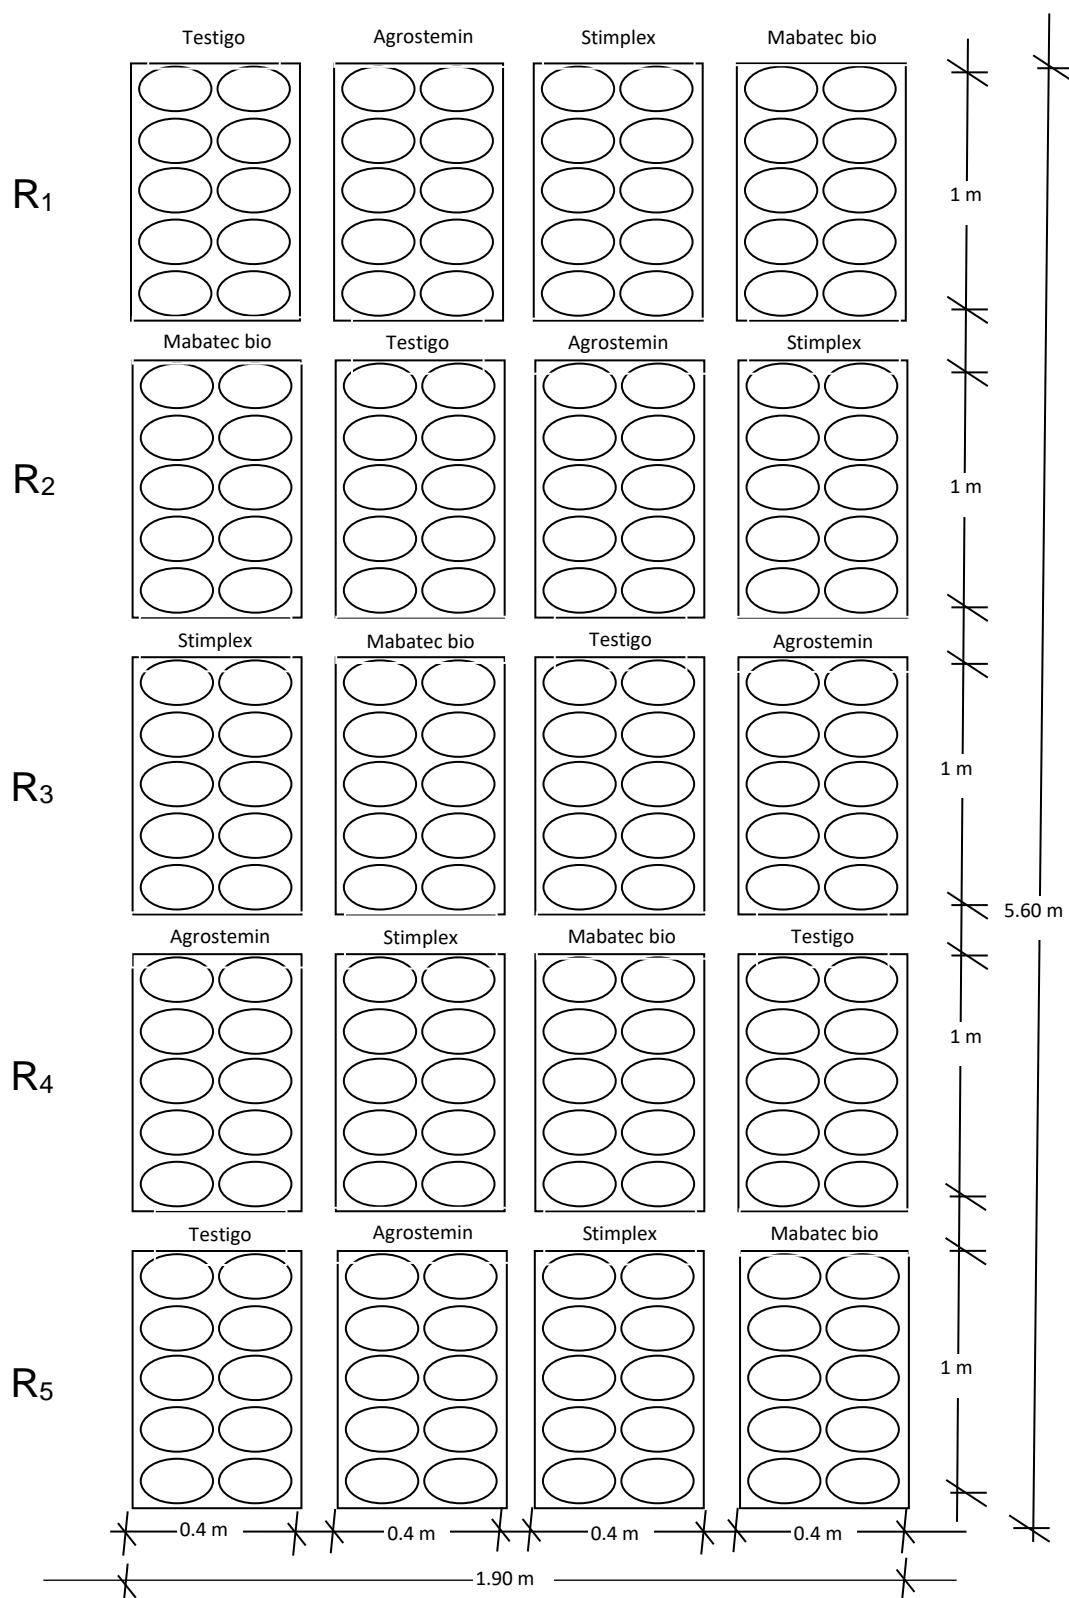 Testigo Agrostemin Stimplex Mabatec bio
R1 1 m
Mabatec bio Testigo Agrostemin Stimplex
R2 1 m
Stimplex Mabatec bio Testigo Agrostemin
R3 1 m
5.60 m
Agrostemin Stimplex Mabatec bio Testigo
R4 1 m
Testigo Agrostemin Stimplex Mabatec bio
R5 1 m
0.4 m 0.4 m 0.4 m 0.4 m
1.90 m